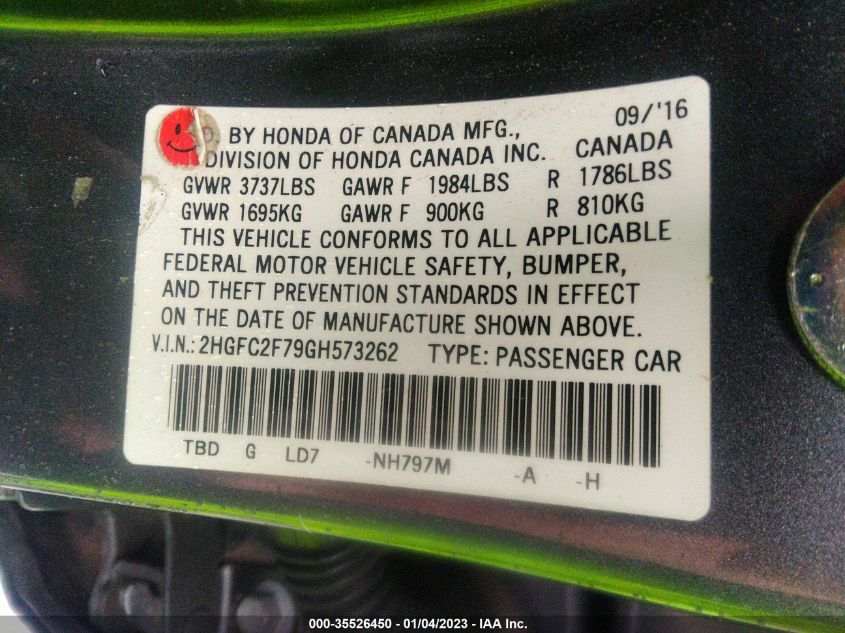 09/'16
D. BY HONDA OF CANADA MFG.,
DIVISION OF HONDA CANADA INC. CANADA
GVWR 3737LBS GAWR F 1984LBS R 1786LBS
GVWR 1695KG GAWR F 900KG R 810KG
THIS VEHICLE CONFORMS TO ALL APPLICABLE
FEDERAL MOTOR VEHICLE SAFETY, BUMPER,
AND THEFT PREVENTION STANDARDS IN EFFECT
ON THE DATE OF MANUFACTURE SHOWN ABOVE.
V.I.N.: 2HGFC2F79GH573262 TYPE: PASSENGER CAR
TBD G LD7 -NH797M -A -H
000-35526450 - 01/04/2023 - IAA Inc.